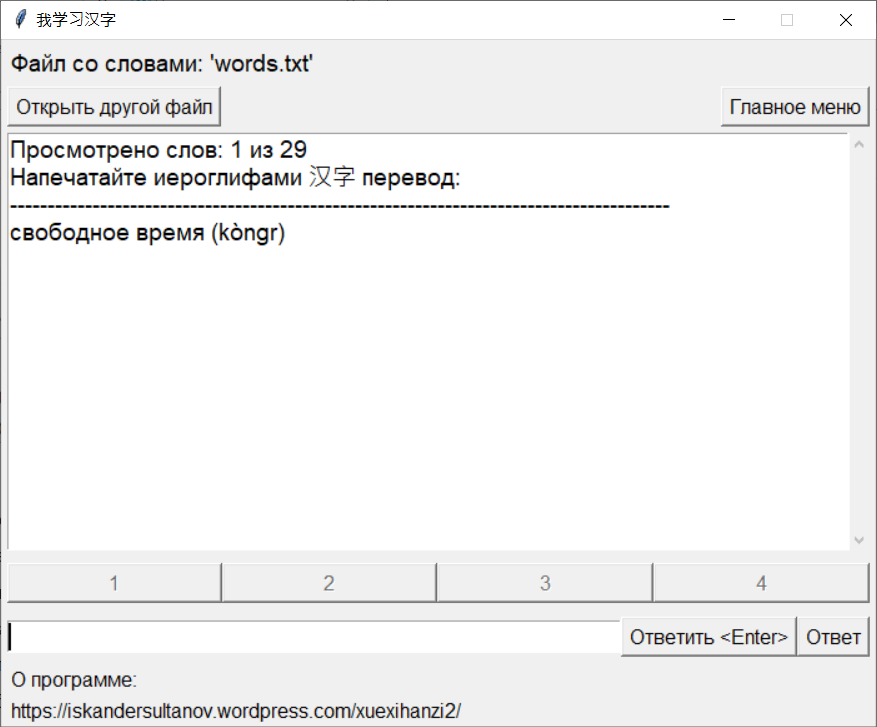 我学习汉字
Файл со словами: 'words.txt'
Открыть другой файл Главное меню
Просмотрено слов: 1 из 29
Напечатайте иероглифами 汉字 перевод:
----------------------------------------------------------------------------------------
свободное время (kòngr)
1 2 3 4
Ответить <Enter> Ответ
О программе:
https://iskandersultanov.wordpress.com/xuexihanzi2/